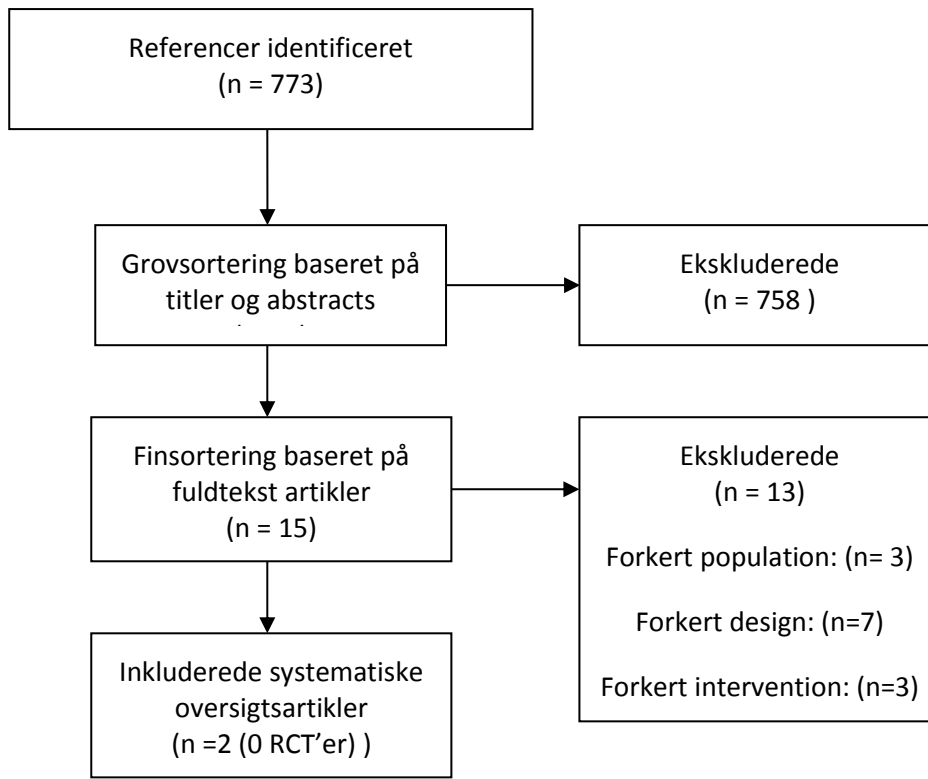 Referencer identificeret
(n = 773)
Grovsortering baseret på
titler og abstracts
Ekskluderede
(n = 758 )
Finsortering baseret på
fuldtekst artikler
(n = 15)
Ekskluderede
(n = 13)
Forkert population: (n= 3)
Forkert design: (n=7)
Forkert intervention: (n=3)
Inkluderede systematiske
oversigtsartikler
(n =2 (0 RCT’er) )